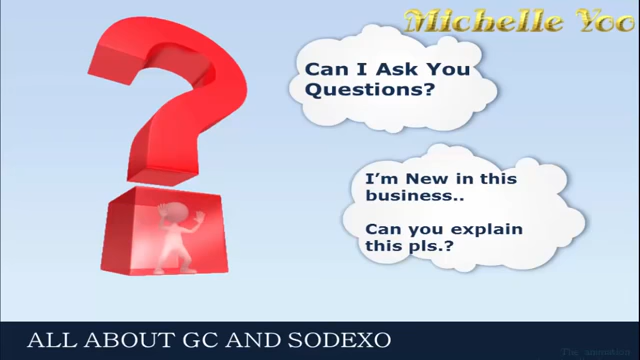 Michelle Yoo
Can I Ask You
Questions?
I'm New in this
business..
Can you explain
this pls.?
ALL ABOUT GC AND SODEXO